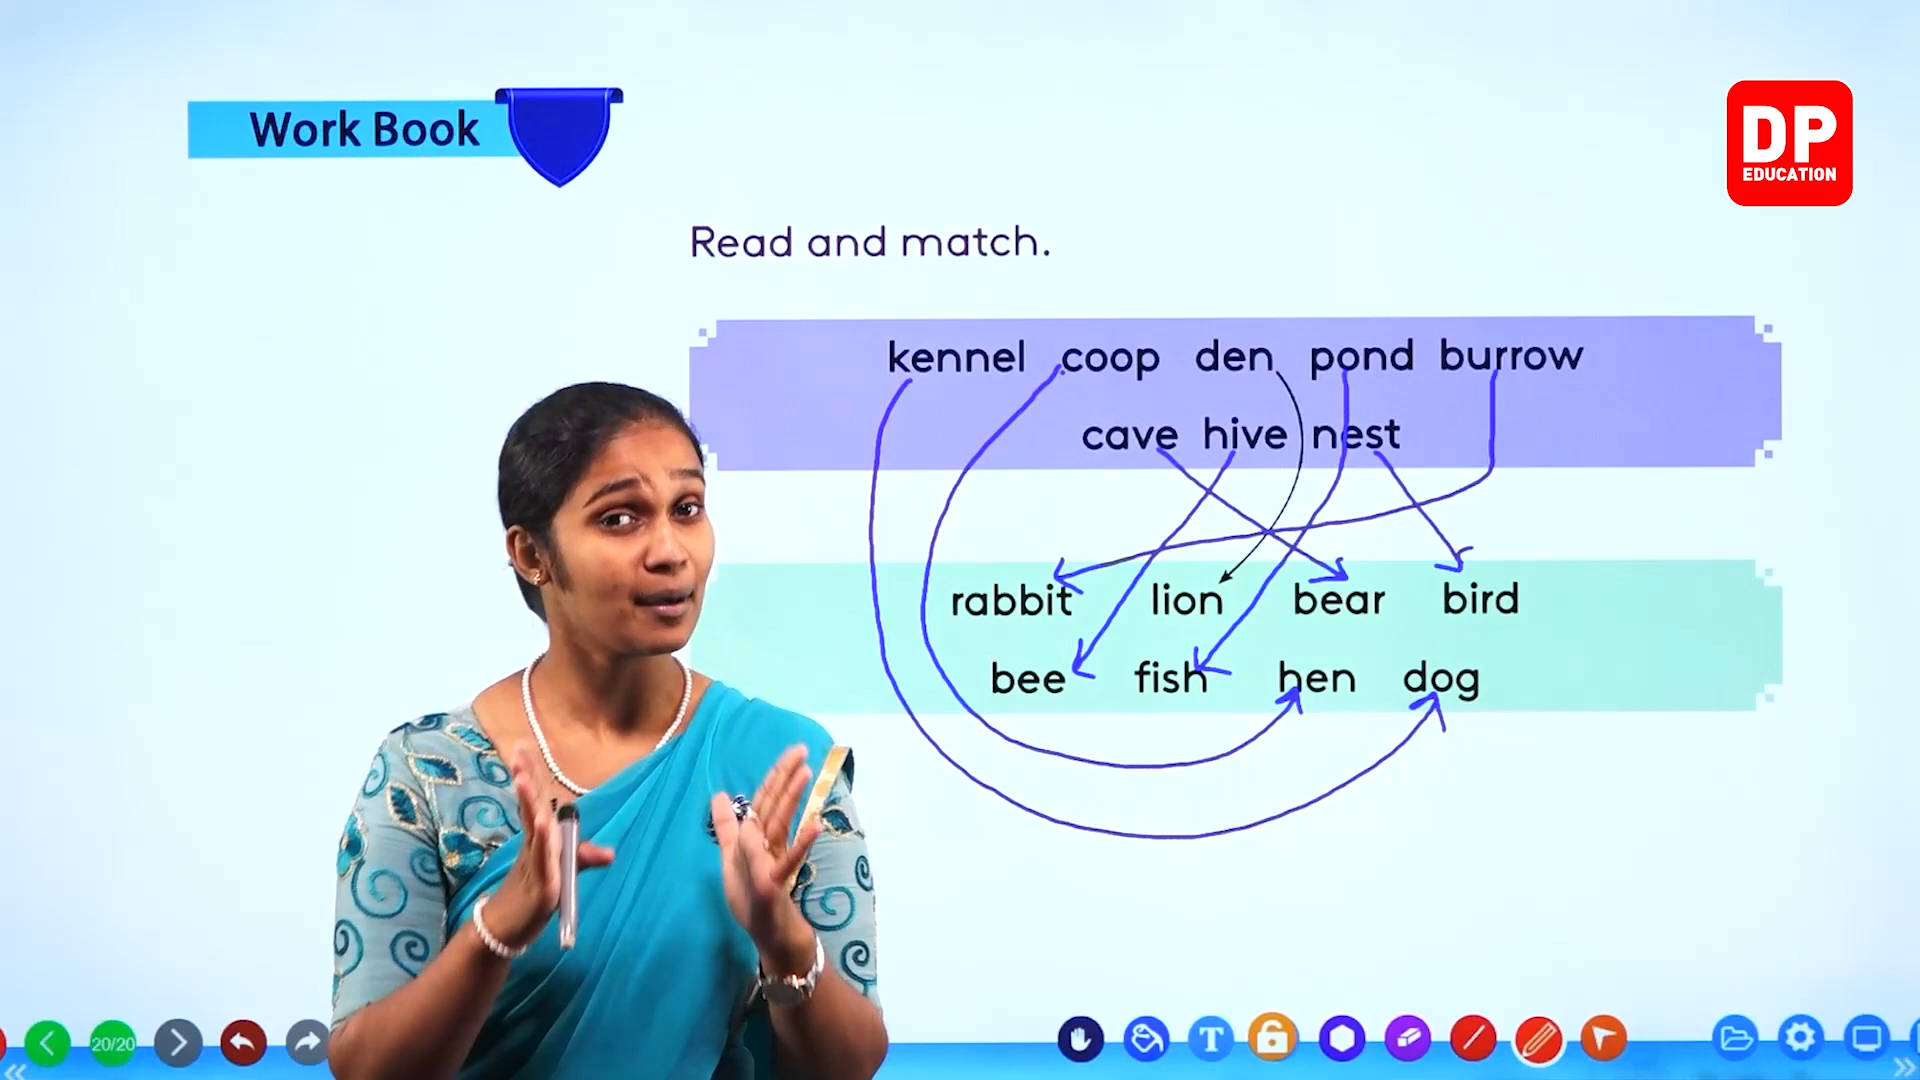 Work Book
DP
EDUCATION
Read and match.
kennel coop den pond burrow
cave hive nest
rabbit lion bear bird
bee fish hen dog
20/20
T